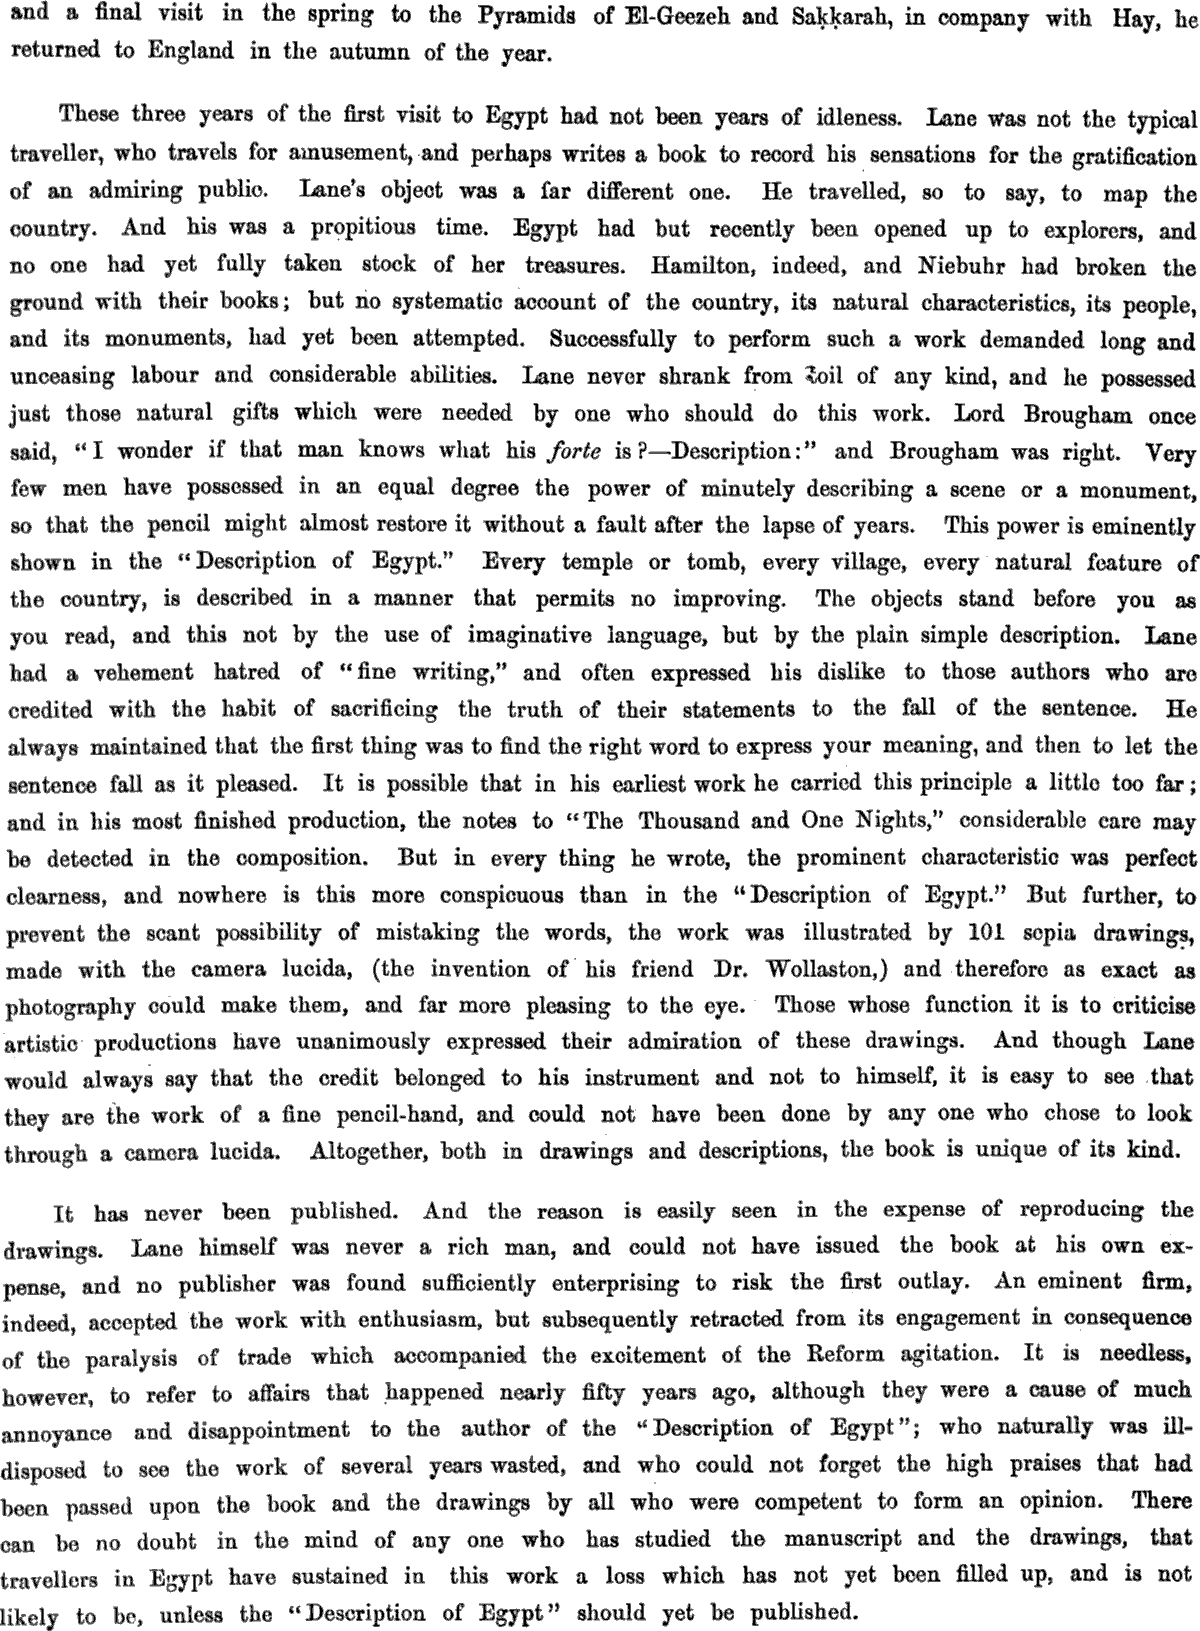 and a final visit in the spring to the Pyramids of El-Geezeh and Saḳḳarah, in company with Hay, he
returned to England in the autumn of the year.
These three years of the first visit to Egypt had not been years of idleness. Lane was not the typical
traveller, who travels for amusement, and perhaps writes a book to record his sensations for the gratification
of an admiring public. Lane's object was a far different one. He travelled, so to say, to map the
country. And his was a propitious time. Egypt had but recently been opened up to explorers, and
no one had yet fully taken stock of her treasures. Hamilton, indeed, and Niebuhr had broken the
ground with their books; but no systematic account of the country, its natural characteristics, its people,
and its monuments, had yet been attempted. Successfully to perform such a work demanded long and
unceasing labour and considerable abilities. Lane never shrank from toil of any kind, and he possessed
just those natural gifts which were needed by one who should do this work. Lord Brougham once
said, "I wonder if that man knows what his forte is?—Description:" and Brougham was right. Very
few men have possessed in an equal degree the power of minutely describing a scene or a monument,
so that the pencil might almost restore it without a fault after the lapse of years. This power is eminently
shown in the "Description of Egypt." Every temple or tomb, every village, every natural feature of
the country, is described in a manner that permits no improving. The objects stand before you as
you read, and this not by the use of imaginative language, but by the plain simple description. Lane
had a vehement hatred of "fine writing," and often expressed his dislike to those authors who are
credited with the habit of sacrificing the truth of their statements to the fall of the sentence. He
always maintained that the first thing was to find the right word to express your meaning, and then to let the
sentence fall as it pleased. It is possible that in his earliest work he carried this principle a little too far;
and in his most finished production, the notes to "The Thousand and One Nights," considerable care may
be detected in the composition. But in every thing he wrote, the prominent characteristic was perfect
clearness, and nowhere is this more conspicuous than in the "Description of Egypt." But further, to
prevent the scant possibility of mistaking the words, the work was illustrated by 101 sepia drawings,
made with the camera lucida, (the invention of his friend Dr. Wollaston,) and therefore as exact as
photography could make them, and far more pleasing to the eye. Those whose function it is to criticise
artistic productions have unanimously expressed their admiration of these drawings. And though Lane
would always say that the credit belonged to his instrument and not to himself, it is easy to see that
they are the work of a fine pencil-hand, and could not have been done by any one who chose to look
through a camera lucida. Altogether, both in drawings and descriptions, the book is unique of its kind.
It has never been published. And the reason is easily seen in the expense of reproducing the
drawings. Lane himself was never a rich man, and could not have issued the book at his own ex-
pense, and no publisher was found sufficiently enterprising to risk the first outlay. An eminent firm,
indeed, accepted the work with enthusiasm, but subsequently retracted from its engagement in consequence
of the paralysis of trade which accompanied the excitement of the Reform agitation. It is needless,
however, to refer to affairs that happened nearly fifty years ago, although they were a cause of much
annoyance and disappointment to the author of the "Description of Egypt"; who naturally was ill-
disposed to see the work of several years wasted, and who could not forget the high praises that had
been passed upon the book and the drawings by all who were competent to form an opinion. There
can be no doubt in the mind of any one who has studied the manuscript and the drawings, that
travellers in Egypt have sustained in this work a loss which has not yet been filled up, and is not
likely to be, unless the "Description of Egypt" should yet be published.